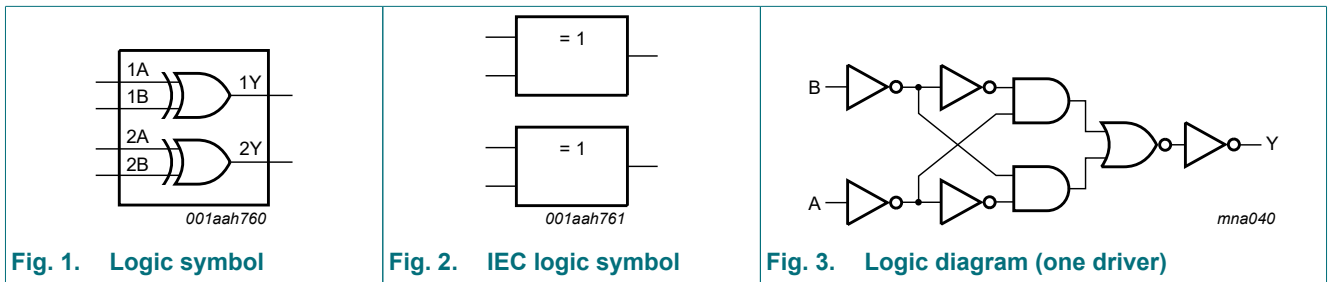 1A
1B
1Y
2A
2B
2Y
001aah760
Fig. 1. Logic symbol
= 1
= 1
001aah761
Fig. 2. IEC logic symbol
B
A
Y
mna040
Fig. 3. Logic diagram (one driver)